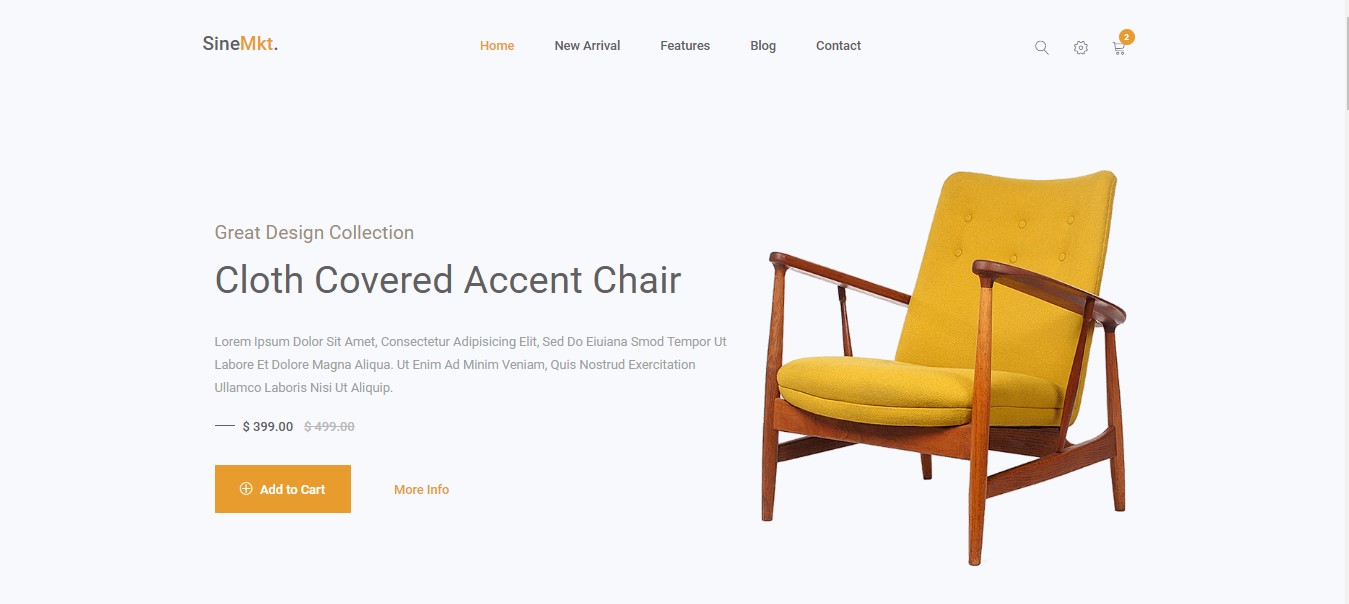 SineMkt.
Home New Arrival Features Blog Contact
2
Great Design Collection
Cloth Covered Accent Chair
Lorem Ipsum Dolor Sit Amet, Consectetur Adipisicing Elit, Sed Do Eiuiana Smod Tempor Ut
Labore Et Dolore Magna Aliqua. Ut Enim Ad Minim Veniam, Quis Nostrud Exercitation
Ullamco Laboris Nisi Ut Aliquip.
$ 399.00 $ 499.00
Add to Cart More Info